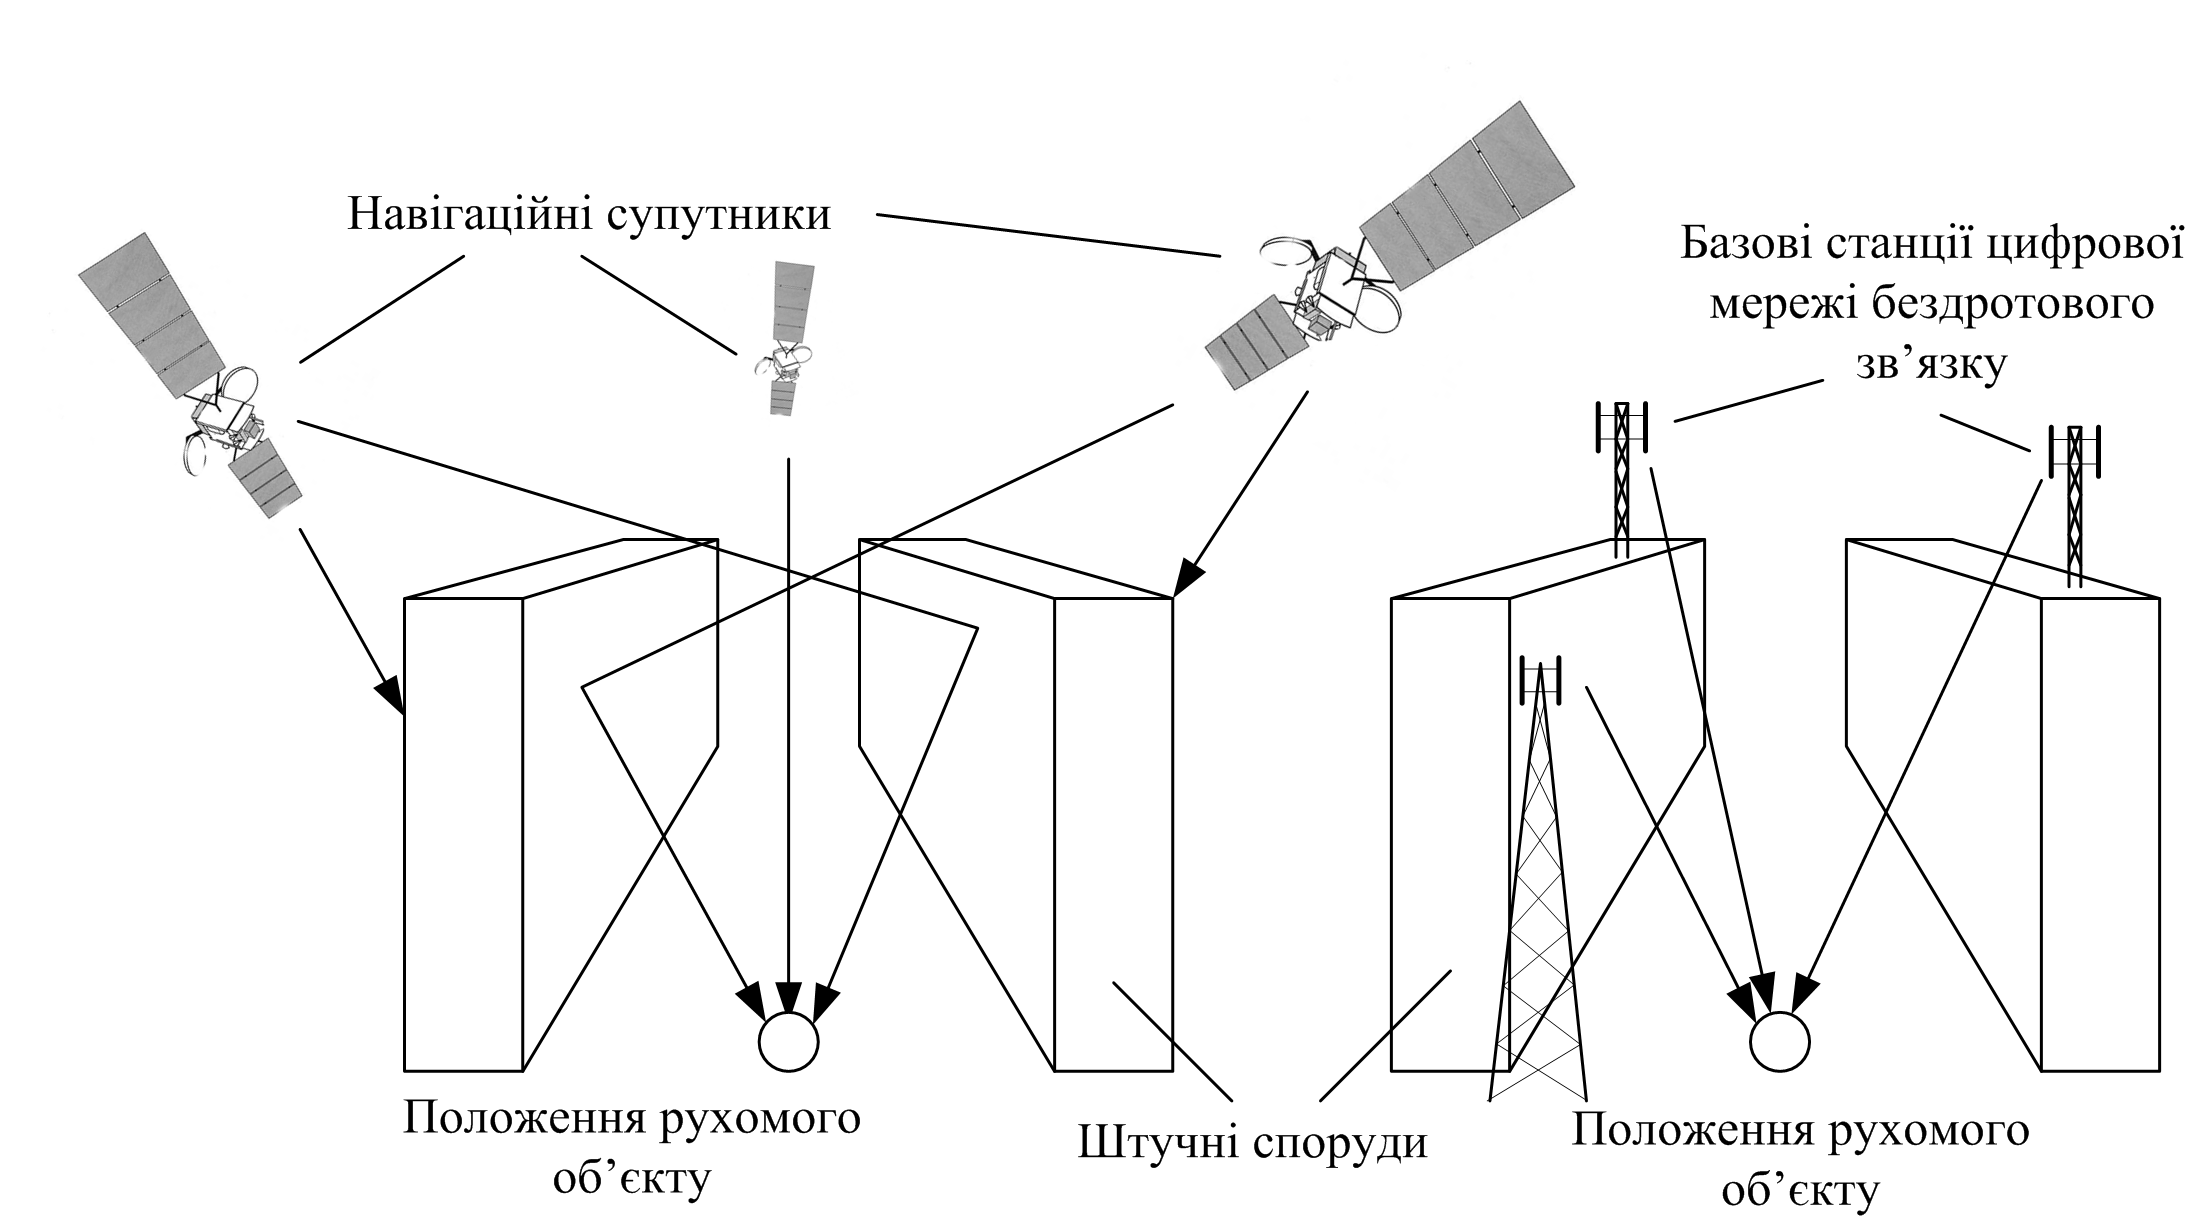 Навігаційні супутники
Базові станції цифрової
мережі бездротового
зв’язку
Положення рухомого
об’єкту
Штучні споруди
Положення рухомого
об’єкту